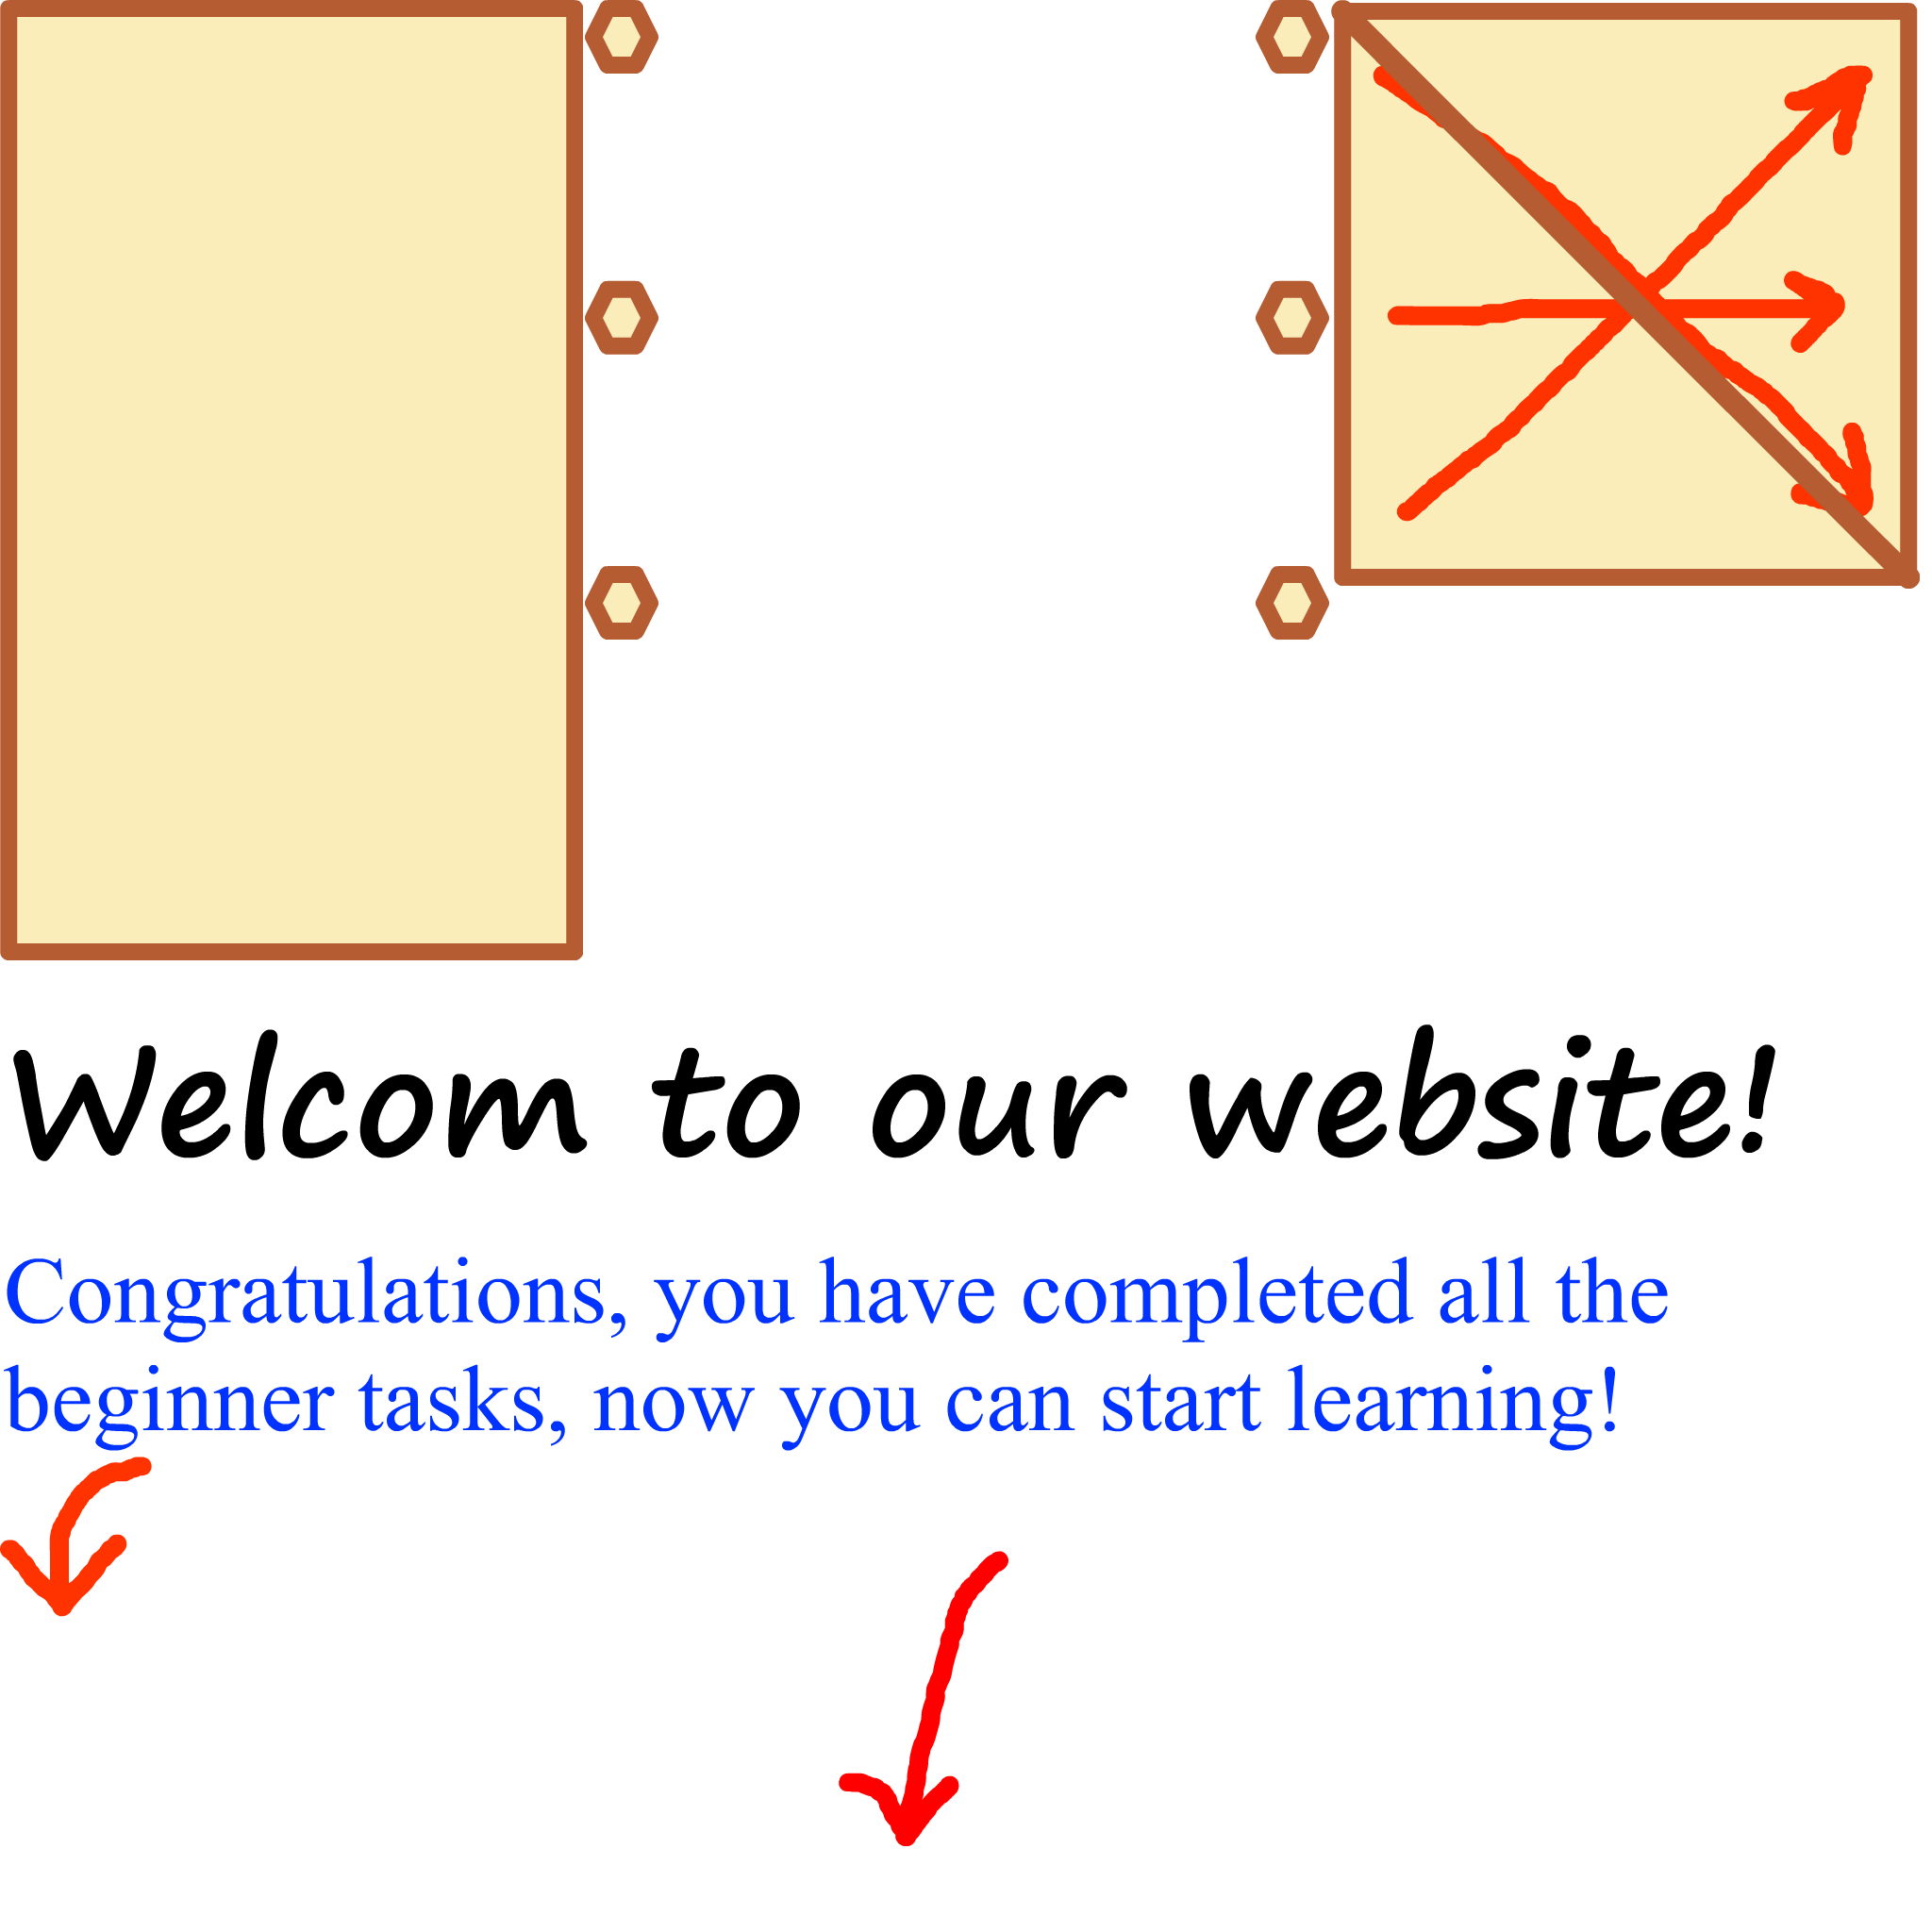 Welcom to our website!
Congratulations, you have completed all the
beginner tasks, now you can start learning!